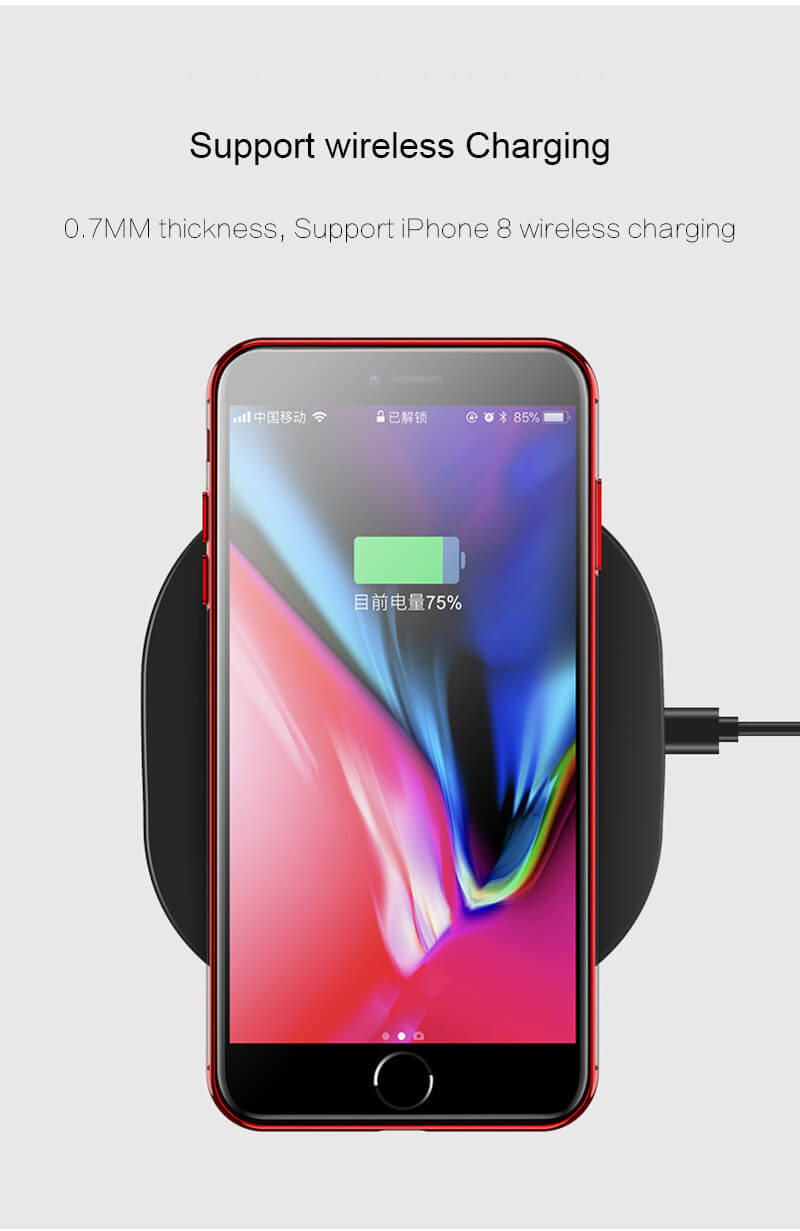 Support wireless Charging
0.7MM thickness, Support iPhone 8 wireless charging
中国移动 已解锁 85%
目前电量75%